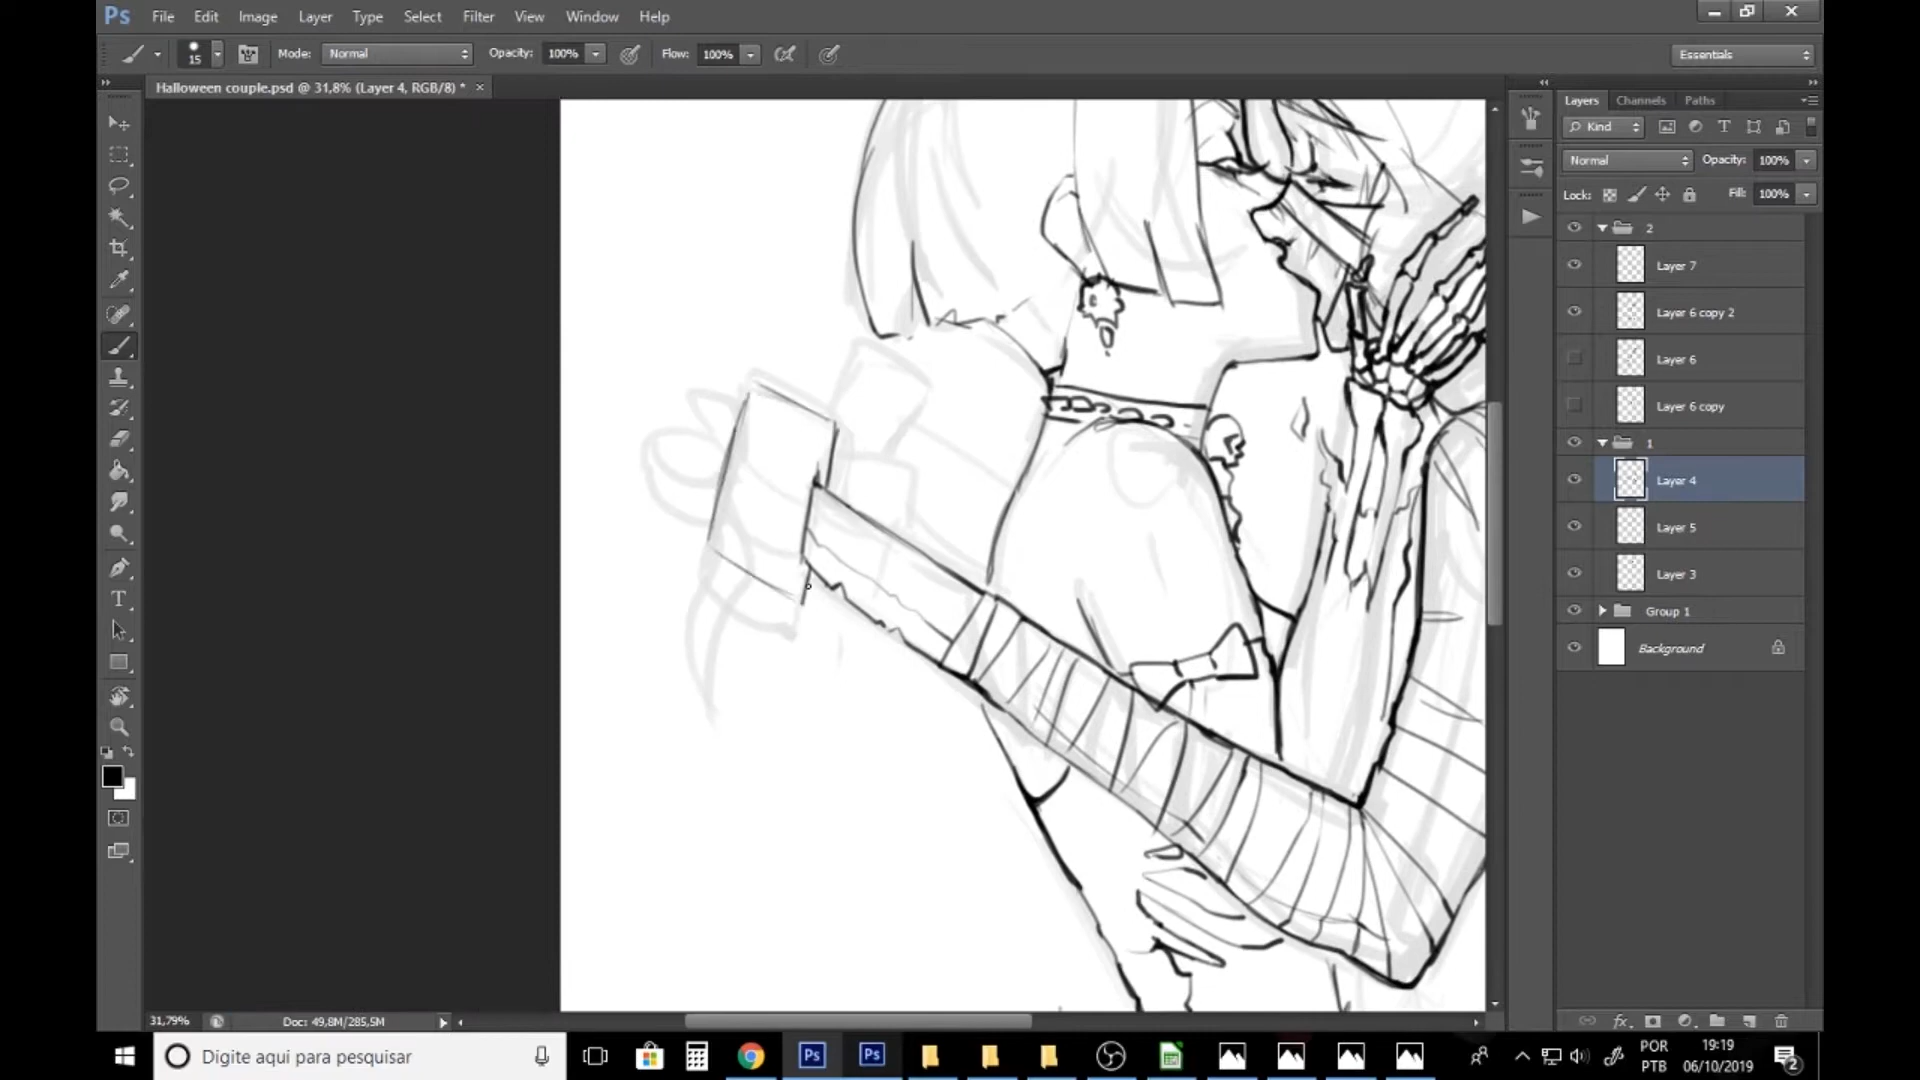 Ps File Edit Image Layer Type Select Filter View Window Help
15 Mode: Normal Opacity: 100% Flow: 100% Essentials
Halloween couple.psd @ 31,8% (Layer 4, RGB/8) * ×
Layers Channels Paths
Kind
Normal Opacity: 100%
Lock: Fill: 100%
2
Layer 7
Layer 6 copy 2
Layer 6
Layer 6 copy
1
Layer 4
Layer 5
Layer 3
Group 1
Background
31,79% Doc: 49,8M/285,5M
Digite aqui para pesquisar
Ps Ps
POR
PTB
19:19
06/10/2019
2